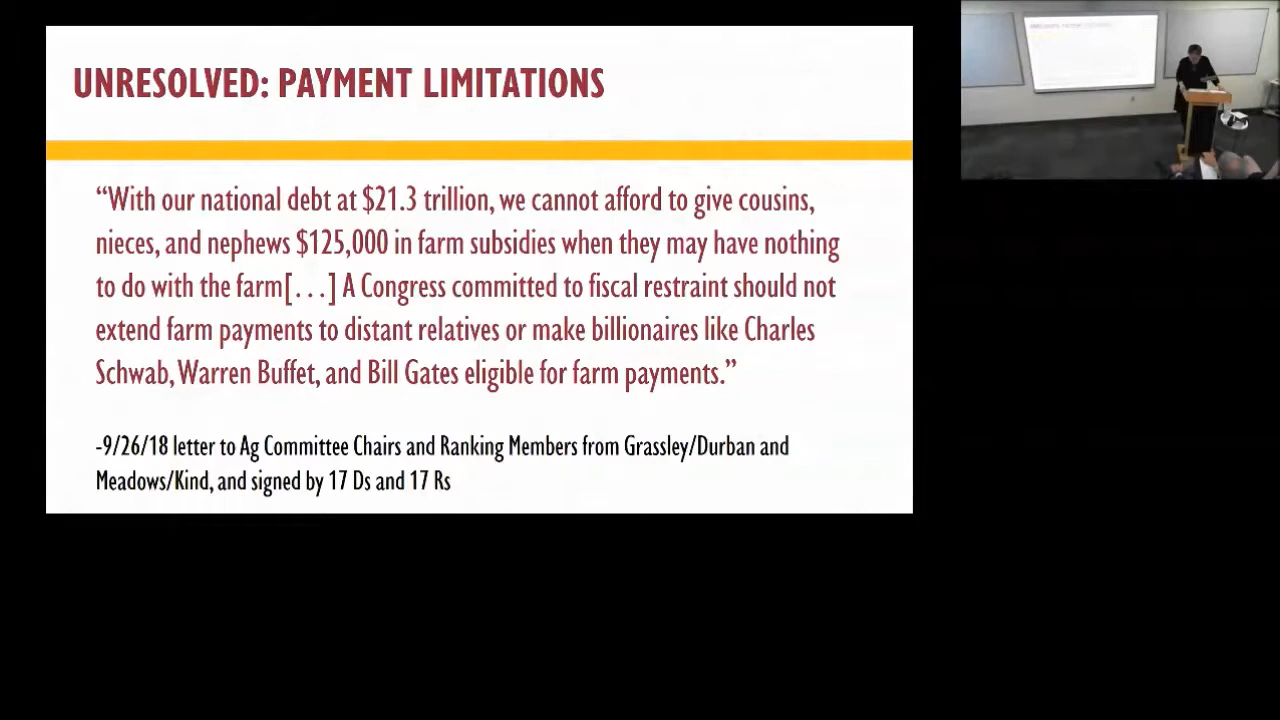 UNRESOLVED: PAYMENT LIMITATIONS
“With our national debt at $21.3 trillion, we cannot afford to give cousins,
nieces, and nephews $125,000 in farm subsidies when they may have nothing
to do with the farm[…] A Congress committed to fiscal restraint should not
extend farm payments to distant relatives or make billionaires like Charles
Schwab, Warren Buffet, and Bill Gates eligible for farm payments.”
-9/26/18 letter to Ag Committee Chairs and Ranking Members from Grassley/Durban and
Meadows/Kind, and signed by 17 Ds and 17 Rs